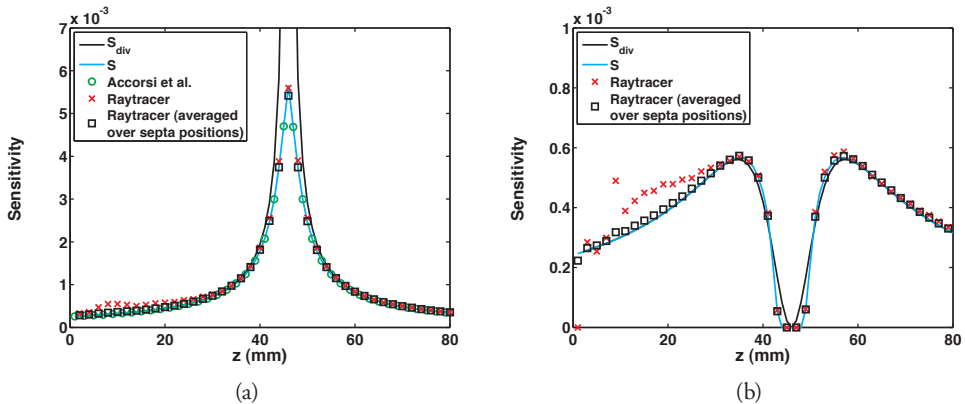 x 10⁻³
7
6
5
4
3
2
1
0
0
20
40
60
80
Sensitivity
z (mm)
S_div
S
Accorsi et al.
Raytracer
Raytracer (averaged
over septa positions)
(a)
x 10⁻³
1
0.8
0.6
0.4
0.2
0
0
20
40
60
80
Sensitivity
z (mm)
S_div
S
Raytracer
Raytracer (averaged
over septa positions)
(b)